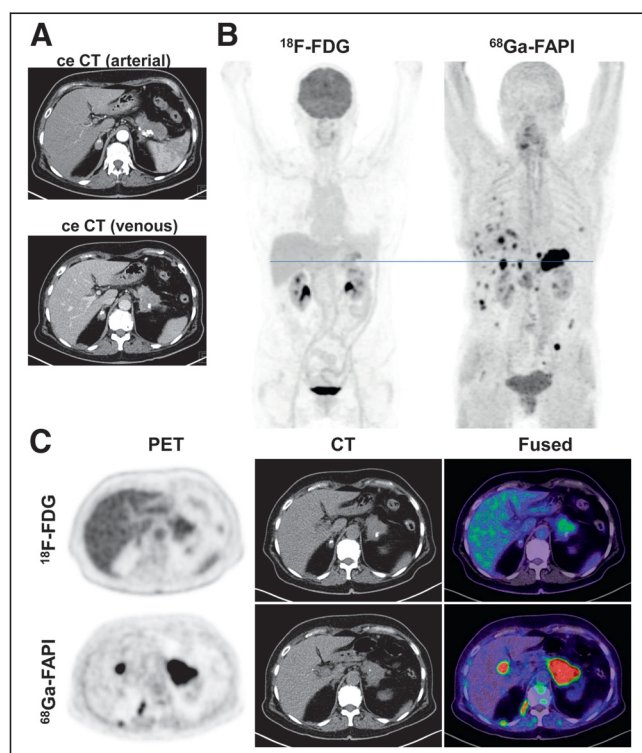 A
ce CT (arterial)
ce CT (venous)
B
18F-FDG
68Ga-FAPI
C
PET
CT
Fused
18F-FDG
68Ga-FAPI